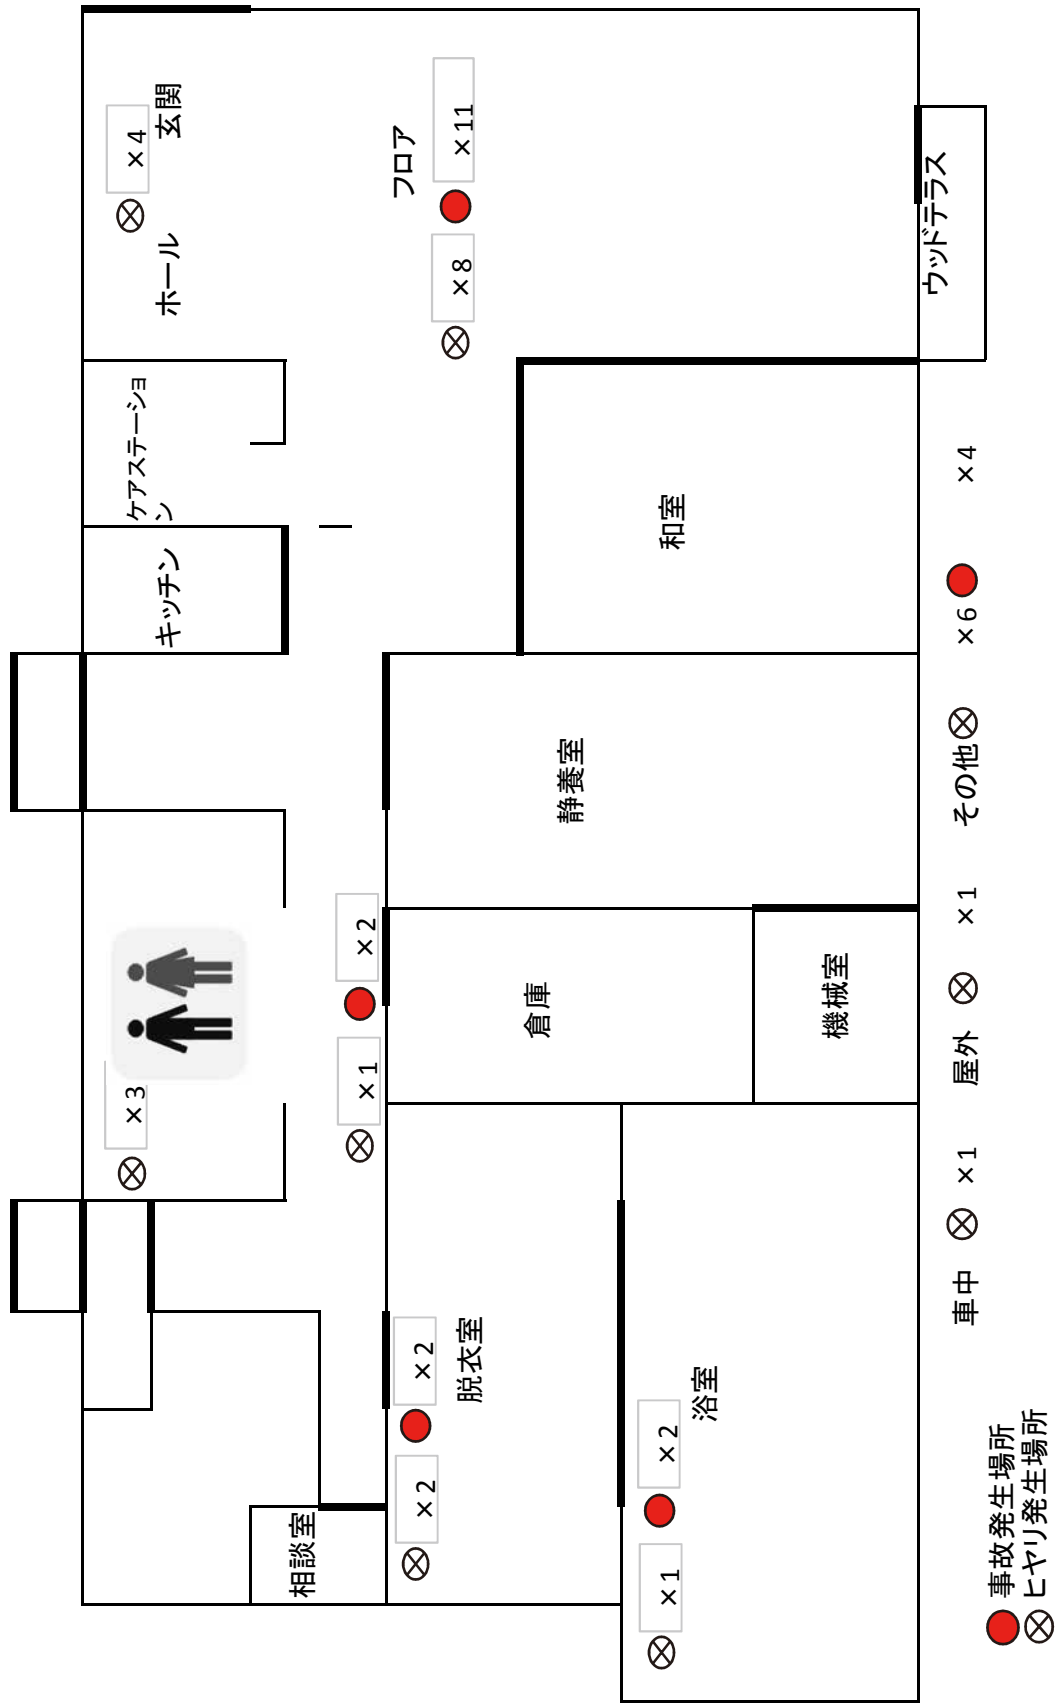 ⊗ ×3
ケアステーショ
ン
⊗ ×4
キッチン
ホール
玄関
相談室
⊗ ×1 ● ×2
フロア
⊗ ×2 ● ×2
⊗ ×8 ● ×11
脱衣室
倉庫
静養室
⊗ ×1 ● ×2
和室
浴室
機械室
ウッドテラス
車中 ⊗ ×1 屋外 ⊗ ×1 その他⊗ ×6 ● ×4
● 事故発生場所
⊗ ヒヤリ発生場所